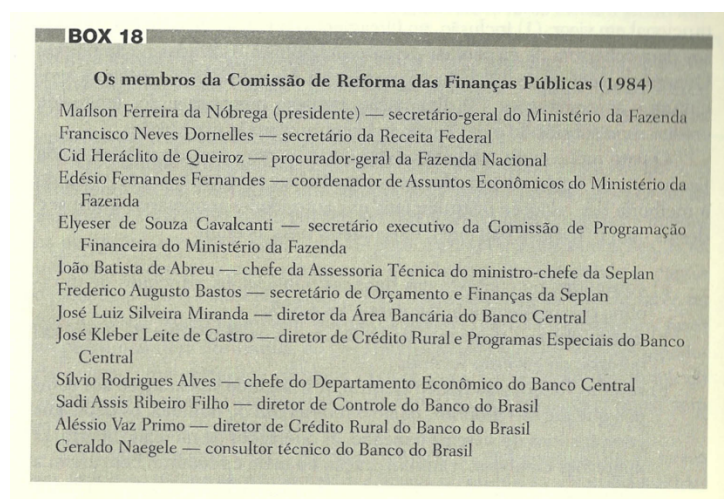 BOX 18
Os membros da Comissão de Reforma das Finanças Públicas (1984)
Maílson Ferreira da Nóbrega (presidente) — secretário-geral do Ministério da Fazenda
Francisco Neves Dornelles — secretário da Receita Federal
Cid Heráclito de Queiroz — procurador-geral da Fazenda Nacional
Edésio Fernandes Fernandes — coordenador de Assuntos Econômicos do Ministério da
Fazenda
Elyeser de Souza Cavalcanti — secretário executivo da Comissão de Programação
Financeira do Ministério da Fazenda
João Batista de Abreu — chefe da Assessoria Técnica do ministro-chefe da Seplan
Frederico Augusto Bastos — secretário de Orçamento e Finanças da Seplan
José Luiz Silveira Miranda — diretor da Área Bancária do Banco Central
José Kleber Leite de Castro — diretor de Crédito Rural e Programas Especiais do Banco
Central
Sílvio Rodrigues Alves — chefe do Departamento Econômico do Banco Central
Sadi Assis Ribeiro Filho — diretor de Controle do Banco do Brasil
Aléssio Vaz Primo — diretor de Crédito Rural do Banco do Brasil
Geraldo Naegele — consultor técnico do Banco do Brasil